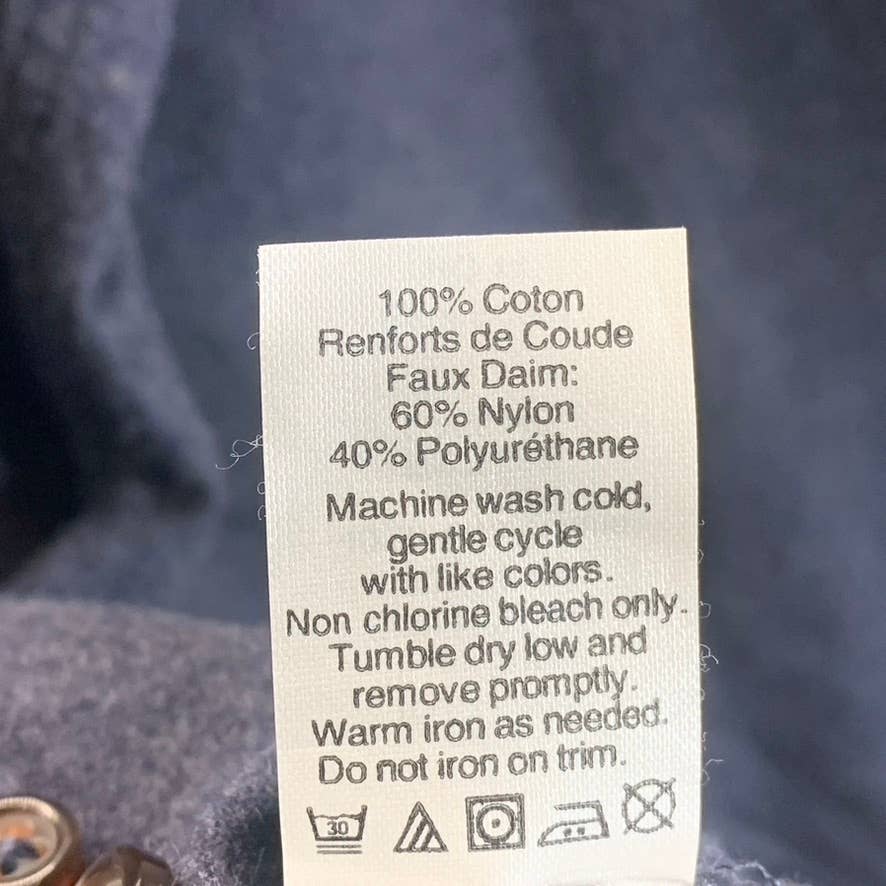 100% Coton
Renforts de Coude
Faux Daim:
60% Nylon
40% Polyuréthane
Machine wash cold,
gentle cycle
with like colors.
Non chlorine bleach only.
Tumble dry low and
remove promptly.
Warm iron as needed.
Do not iron on trim.
30